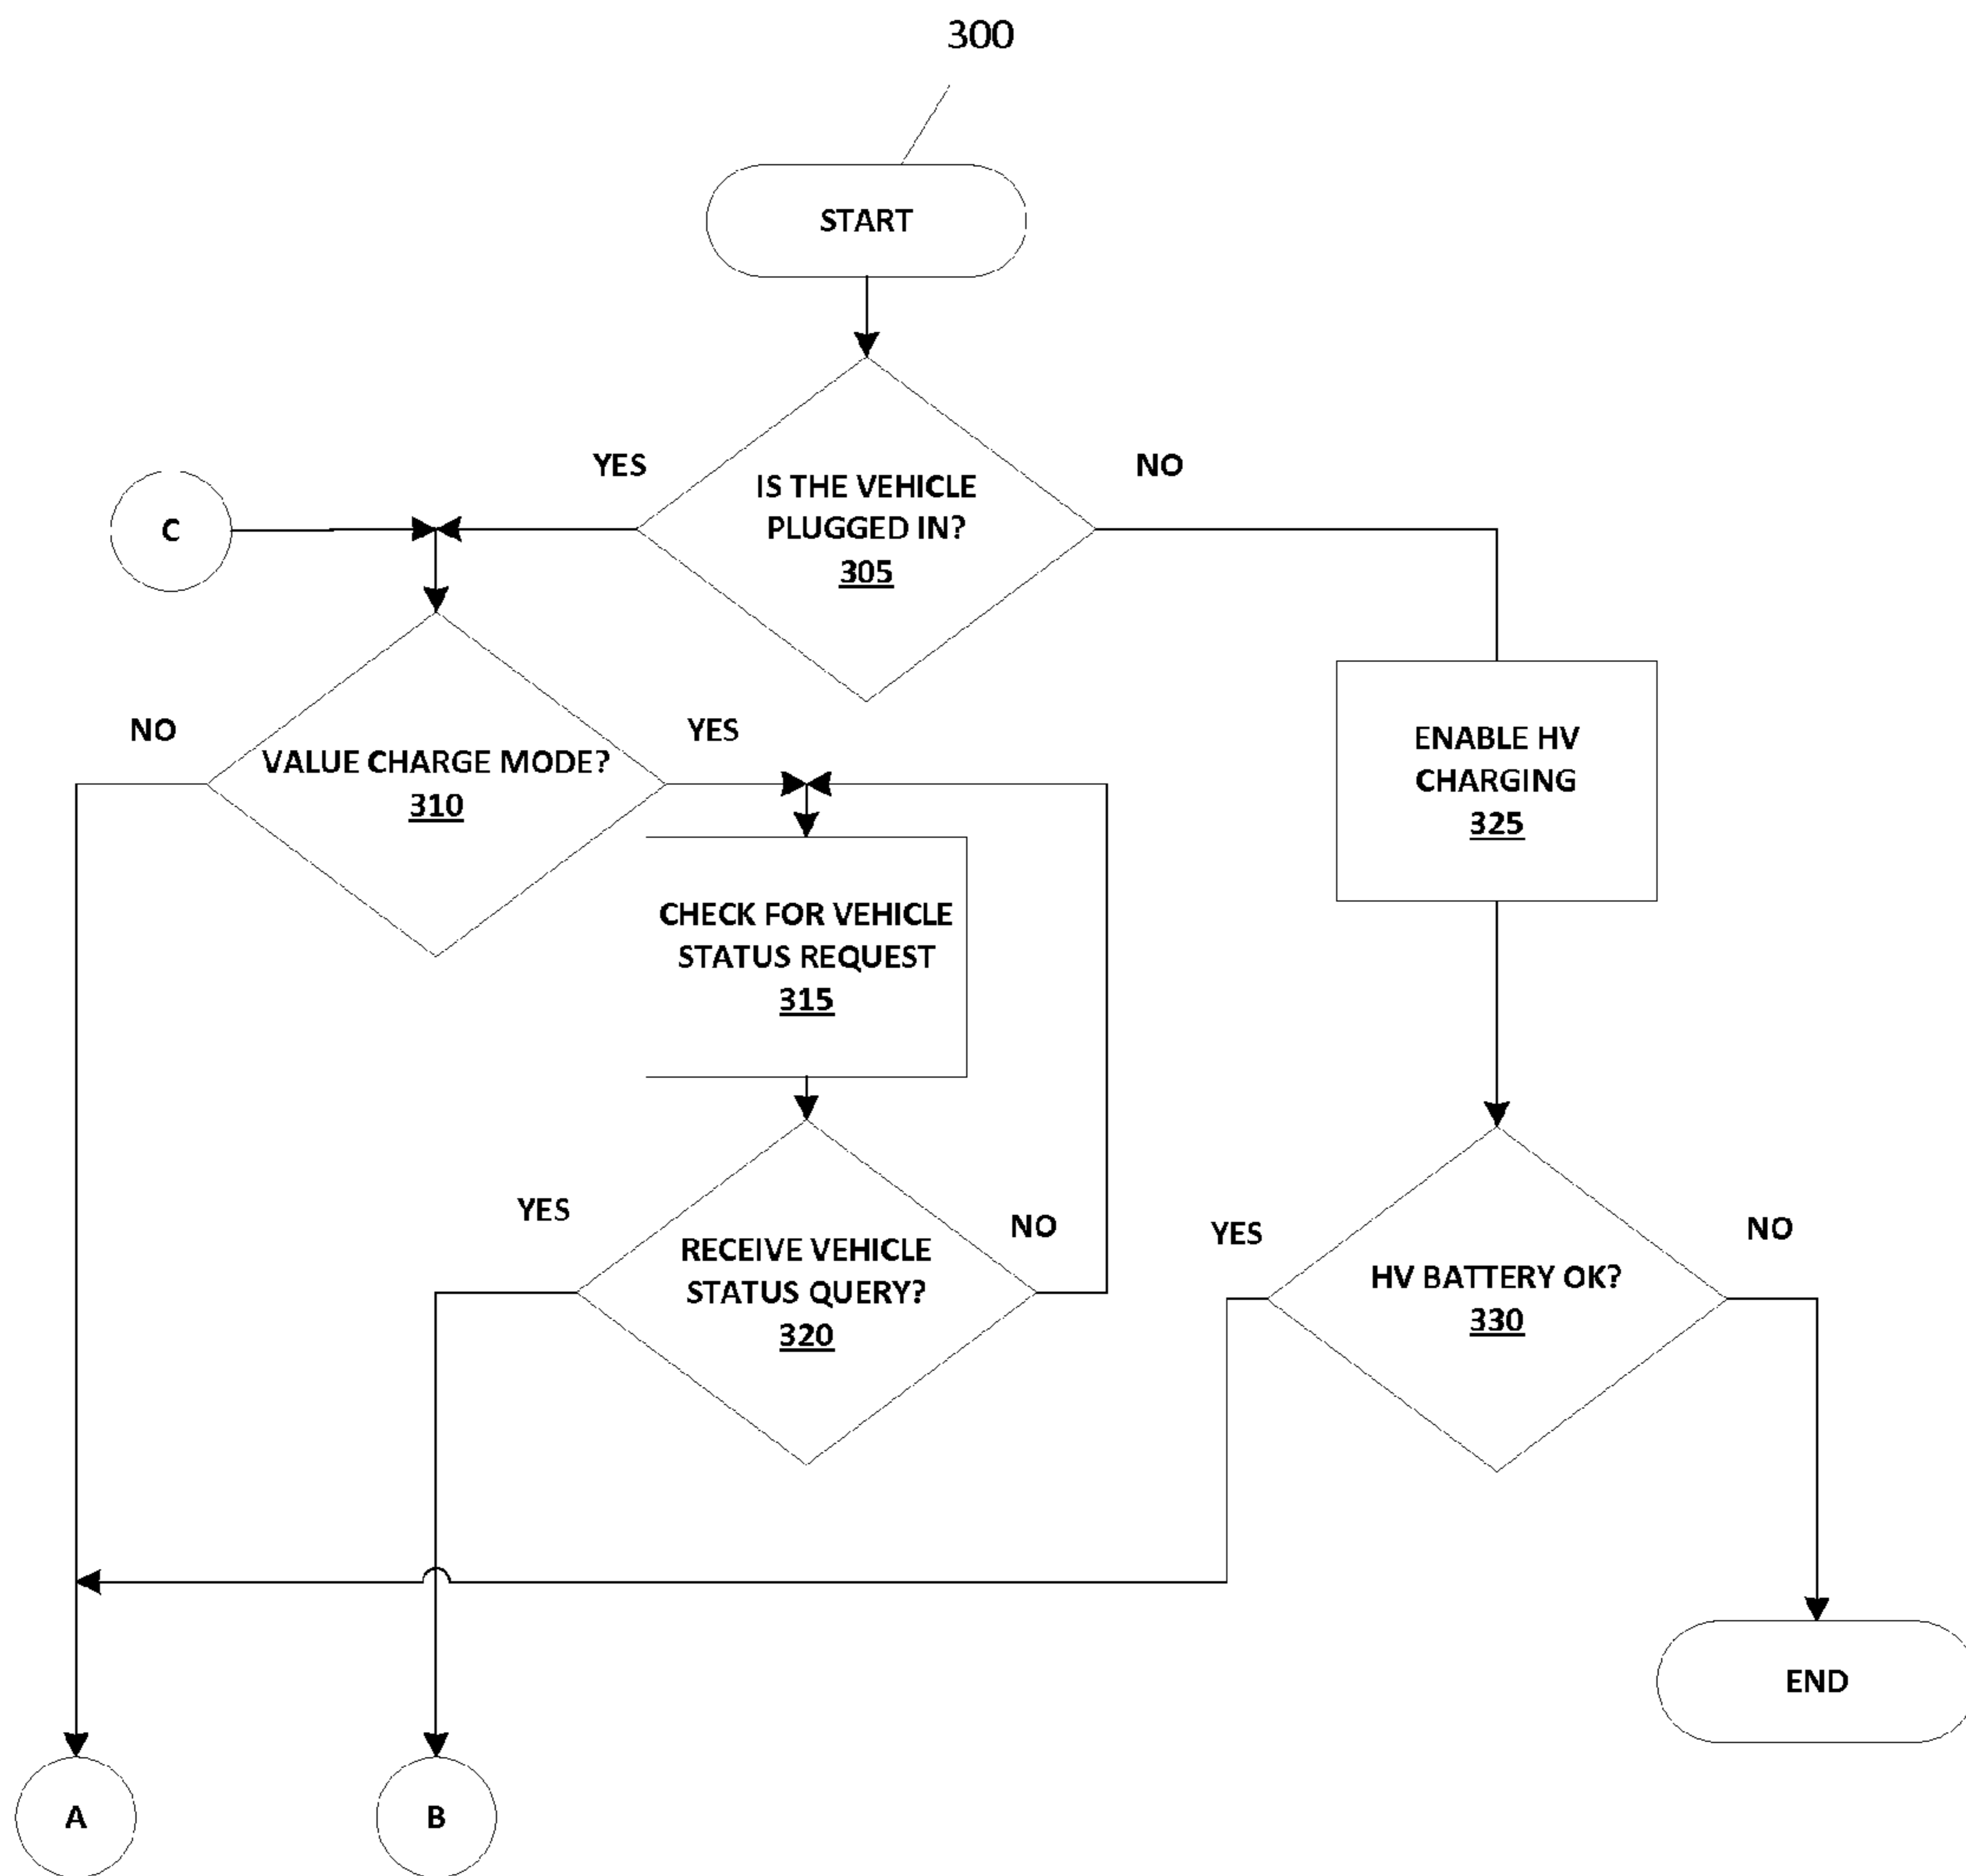 300
START
YES
NO
IS THE VEHICLE
PLUGGED IN?
305
C
NO
VALUE CHARGE MODE?
310
YES
ENABLE HV
CHARGING
325
CHECK FOR VEHICLE
STATUS REQUEST
315
YES
RECEIVE VEHICLE
STATUS QUERY?
320
NO
YES
HV BATTERY OK?
330
NO
END
A
B